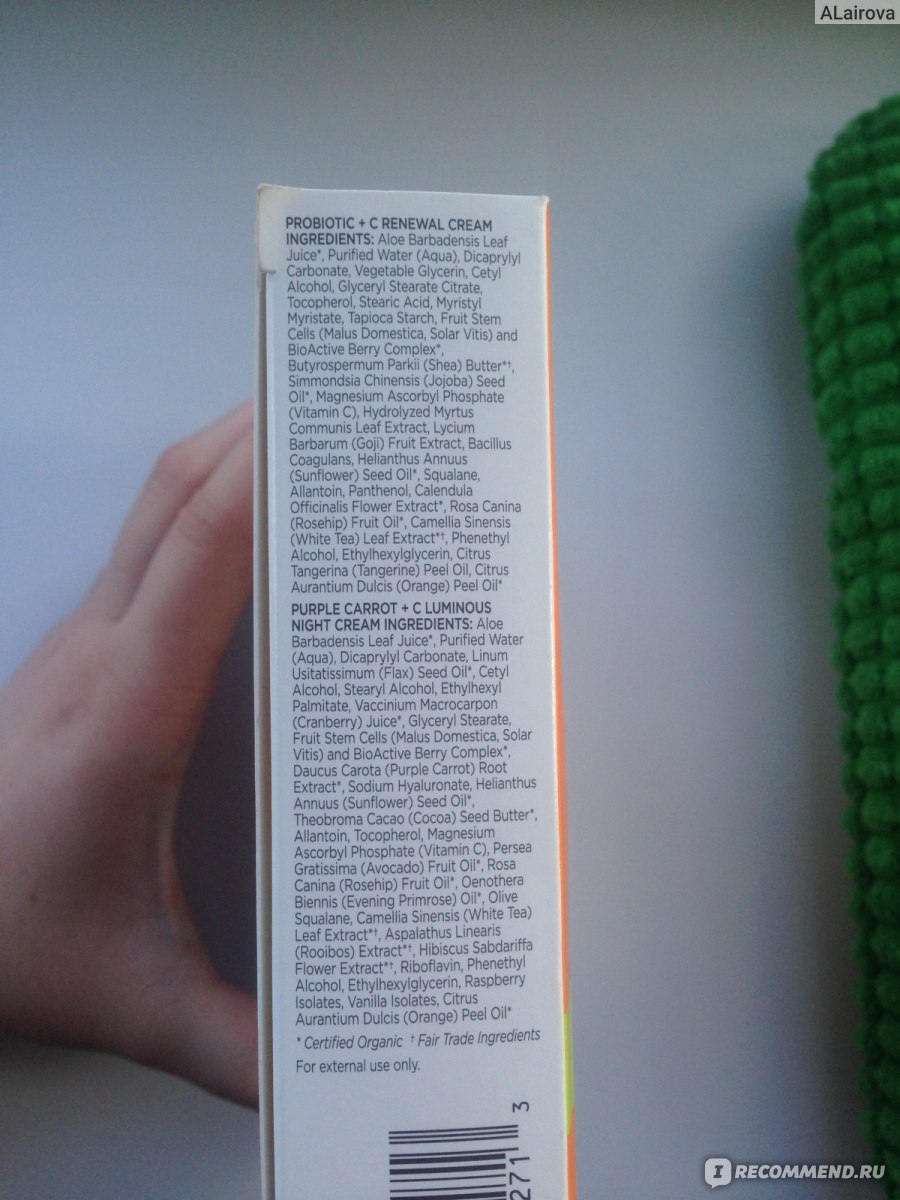 ALairova
PROBIOTIC + C RENEWAL CREAM
INGREDIENTS: Aloe Barbadensis Leaf
Juice*, Purified Water (Aqua), Dicaprylyl
Carbonate, Vegetable Glycerin, Cetyl
Alcohol, Glyceryl Stearate Citrate,
Tocopherol, Stearic Acid, Myristyl
Myristate, Tapioca Starch, Fruit Stem
Cells (Malus Domestica, Solar Vitis) and
BioActive Berry Complex*,
Butyrospermum Parkii (Shea) Butter*†,
Simmondsia Chinensis (Jojoba) Seed
Oil*, Magnesium Ascorbyl Phosphate
(Vitamin C), Hydrolyzed Myrtus
Communis Leaf Extract, Lycium
Barbarum (Goji) Fruit Extract, Bacillus
Coagulans, Helianthus Annuus
(Sunflower) Seed Oil*, Squalane,
Allantoin, Panthenol, Calendula
Officinalis Flower Extract*, Rosa Canina
(Rosehip) Fruit Oil*, Camellia Sinensis
(White Tea) Leaf Extract*†, Phenethyl
Alcohol, Ethylhexylglycerin, Citrus
Tangerina (Tangerine) Peel Oil, Citrus
Aurantium Dulcis (Orange) Peel Oil*
PURPLE CARROT + C LUMINOUS
NIGHT CREAM INGREDIENTS: Aloe
Barbadensis Leaf Juice*, Purified Water
(Aqua), Dicaprylyl Carbonate, Linum
Usitatissimum (Flax) Seed Oil*, Cetyl
Alcohol, Stearyl Alcohol, Ethylhexyl
Palmitate, Vaccinium Macrocarpon
(Cranberry) Juice*, Glyceryl Stearate,
Fruit Stem Cells (Malus Domestica, Solar
Vitis) and BioActive Berry Complex*,
Daucus Carota (Purple Carrot) Root
Extract*, Sodium Hyaluronate, Helianthus
Annuus (Sunflower) Seed Oil*,
Theobroma Cacao (Cocoa) Seed Butter*,
Allantoin, Tocopherol, Magnesium
Ascorbyl Phosphate (Vitamin C), Persea
Gratissima (Avocado) Fruit Oil*, Rosa
Canina (Rosehip) Fruit Oil*, Oenothera
Biennis (Evening Primrose) Oil*, Olive
Squalane, Camellia Sinensis (White Tea)
Leaf Extract*†, Aspalathus Linearis
(Rooibos) Extract*†, Hibiscus Sabdariffa
Flower Extract*†, Riboflavin, Phenethyl
Alcohol, Ethylhexylglycerin, Raspberry
Isolates, Vanilla Isolates, Citrus
Aurantium Dulcis (Orange) Peel Oil*
* Certified Organic † Fair Trade Ingredients
For external use only.
3
271
RECOMMEND.RU